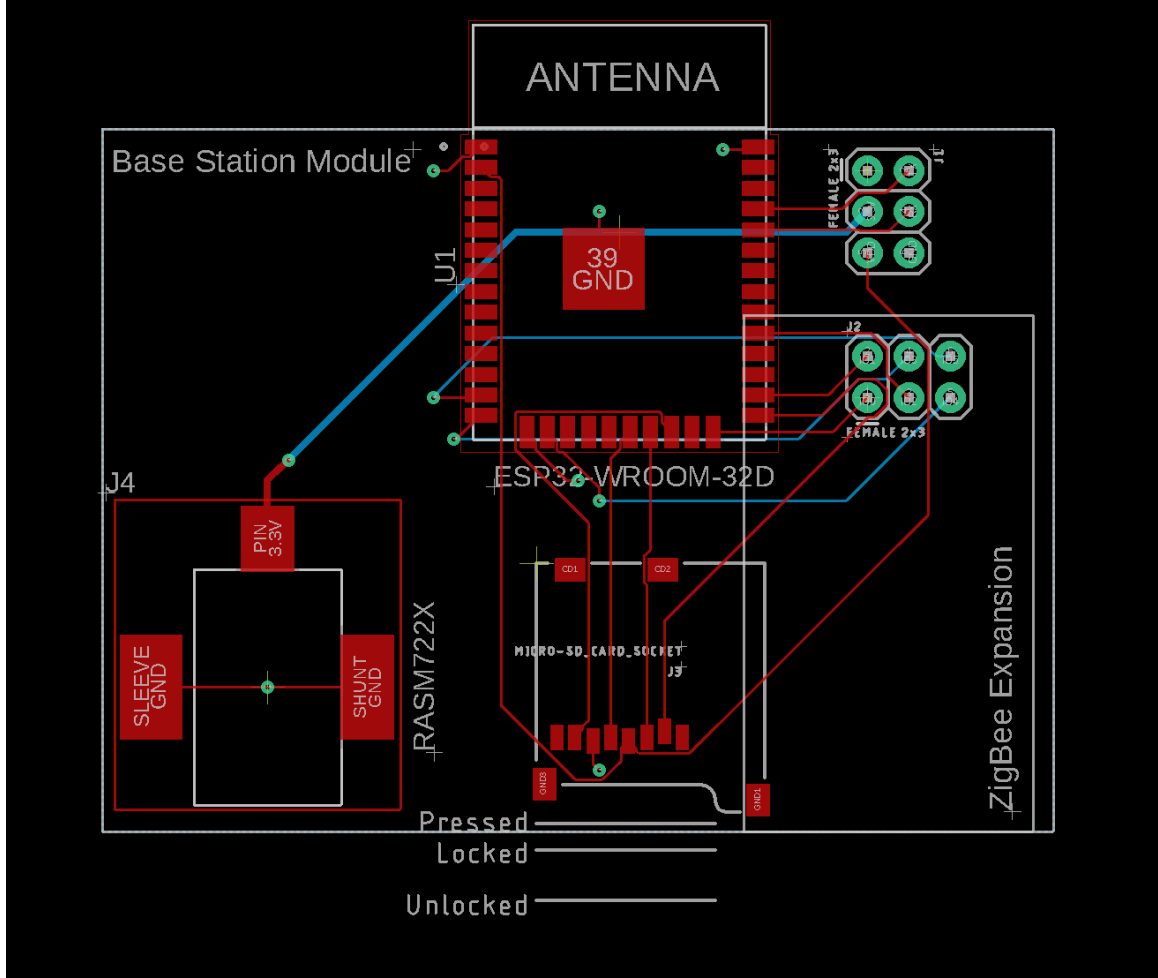 ANTENNA
Base Station Module
FEMALE 2x3
J1
U1
39
GND
J2
FEMALE 2x3
ESP32-WROOM-32D
J4
PIN
3.3V
CD1
CD2
MICRO-SD_CARD_SOCKET
J3
SLEEVE
GND
SHUNT
GND
RASM722X
ZigBee Expansion
GND3
GND1
Pressed
Locked
Unlocked